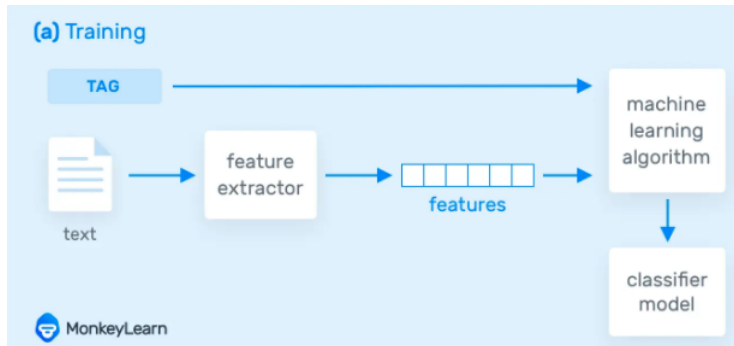 (a) Training
TAG
machine
learning
algorithm
feature
extractor
features
text
classifier
model
MonkeyLearn